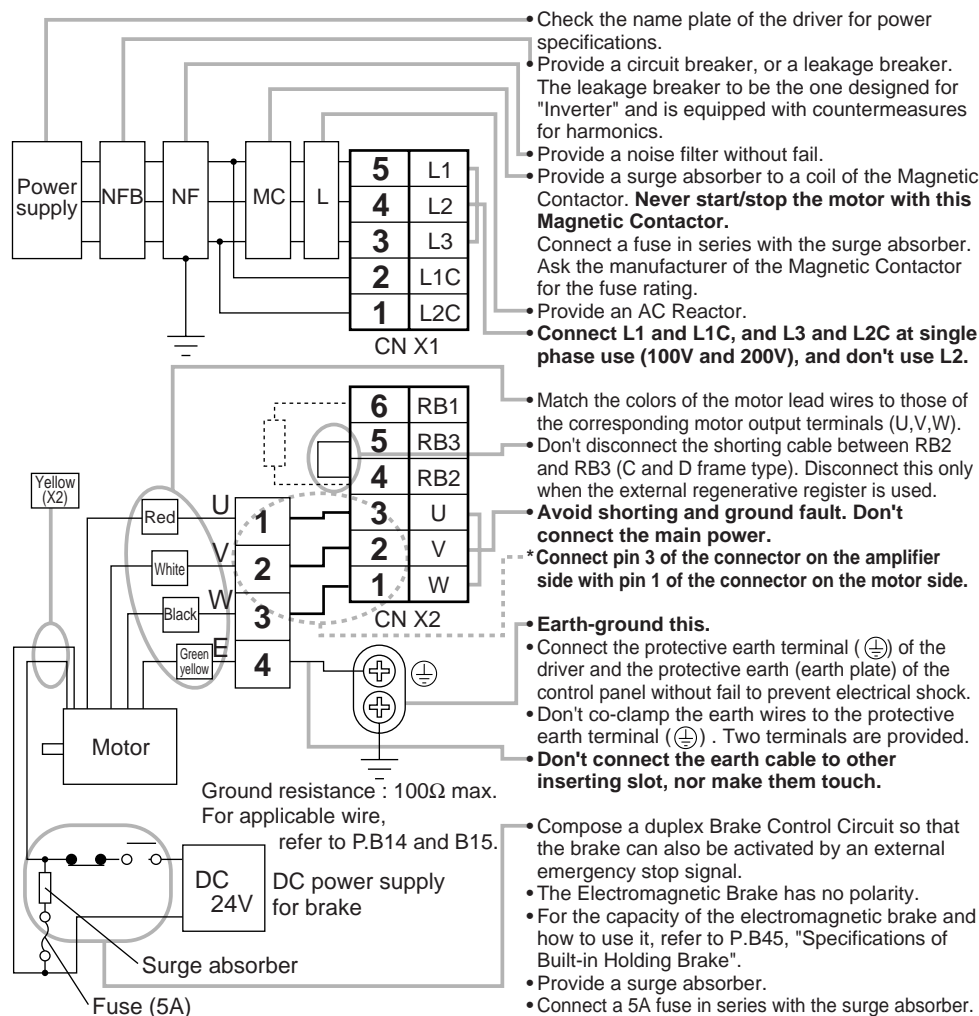 • Check the name plate of the driver for power
specifications.
• Provide a circuit breaker, or a leakage breaker.
The leakage breaker to be the one designed for
"Inverter" and is equipped with countermeasures
for harmonics.
• Provide a noise filter without fail.
• Provide a surge absorber to a coil of the Magnetic
Contactor. Never start/stop the motor with this
Magnetic Contactor.
Connect a fuse in series with the surge absorber.
Ask the manufacturer of the Magnetic Contactor
for the fuse rating.
• Provide an AC Reactor.
• Connect L1 and L1C, and L3 and L2C at single
phase use (100V and 200V), and don't use L2.
Power
supply
NFB
NF
MC
L
5 L1
4 L2
3 L3
2 L1C
1 L2C
CN X1
• Match the colors of the motor lead wires to those of
the corresponding motor output terminals (U,V,W).
• Don't disconnect the shorting cable between RB2
and RB3 (C and D frame type). Disconnect this only
when the external regenerative register is used.
• Avoid shorting and ground fault. Don't
connect the main power.
* Connect pin 3 of the connector on the amplifier
side with pin 1 of the connector on the motor side.
6 RB1
5 RB3
4 RB2
3 U
2 V
1 W
CN X2
Yellow
(X2)
Red U 1
White V 2
Black W 3
Green
yellow E 4
Motor
• Earth-ground this.
• Connect the protective earth terminal (⏚) of the
driver and the protective earth (earth plate) of the
control panel without fail to prevent electrical shock.
• Don't co-clamp the earth wires to the protective
earth terminal (⏚) . Two terminals are provided.
• Don't connect the earth cable to other
inserting slot, nor make them touch.
Ground resistance : 100Ω max.
For applicable wire,
refer to P.B14 and B15.
DC
24V
DC power supply
for brake
Surge absorber
Fuse (5A)
• Compose a duplex Brake Control Circuit so that
the brake can also be activated by an external
emergency stop signal.
• The Electromagnetic Brake has no polarity.
• For the capacity of the electromagnetic brake and
how to use it, refer to P.B45, "Specifications of
Built-in Holding Brake".
• Provide a surge absorber.
• Connect a 5A fuse in series with the surge absorber.